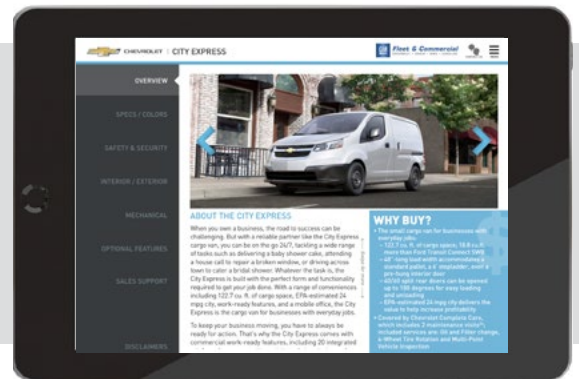 CHEVROLET | CITY EXPRESS
GM Fleet & Commercial
OVERVIEW
SPECS / COLORS
SAFETY & SECURITY
INTERIOR / EXTERIOR
MECHANICAL
OPTIONAL FEATURES
SALES SUPPORT
DISCLAIMERS
ABOUT THE CITY EXPRESS
When you own a business, the road to success can be
challenging. But with a reliable partner like the City Express
cargo van, you can be on the go 24/7, tackling a wide range
of tasks such as delivering a baby shower cake, attending
a house call to repair a broken window, or driving across
town to cater a bridal shower. Whatever the task is, the
City Express is built with the perfect form and functionality
required to get your job done. With a range of conveniences
including 122.7 cu. ft. of cargo space, EPA-estimated 24
mpg city, work-ready features, and a mobile office, the City
Express is the cargo van for businesses with everyday jobs.
To keep your business moving, you have to always be
ready for action. That's why the City Express comes with
commercial work-ready features, including 20 integrated
WHY BUY?
• The small cargo van for businesses with
everyday jobs:
– 122.7 cu. ft. of cargo space; 18.8 cu. ft.
more than Ford Transit Connect SWB
– 48" long load width accommodates a
standard pallet, a 6' stepladder, even a
pre-hung interior door
– 60/40 split rear doors can be opened
up to 180 degrees for easy loading
and unloading
– EPA-estimated 24 mpg city delivers the
value to help increase profitability
• Covered by Chevrolet Complete Care,
which includes 2 maintenance visits
Included services are: Oil and Filter change,
4-Wheel Tire Rotation and Multi-Point
Vehicle Inspection